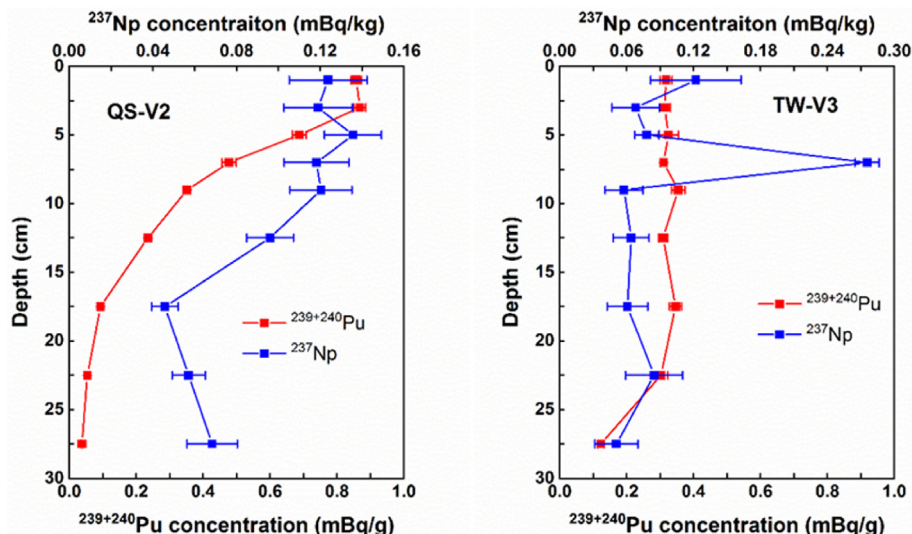 237Np concentraiton (mBq/kg)
0.00 0.04 0.08 0.12 0.16
0
5
10
15
20
25
30
Depth (cm)
QS-V2
239+240Pu
237Np
0.0 0.2 0.4 0.6 0.8 1.0
239+240Pu concentration (mBq/g)
237Np concentration (mBq/kg)
0.00 0.06 0.12 0.18 0.24 0.30
0
5
10
15
20
25
30
Depth (cm)
TW-V3
239+240Pu
237Np
0.0 0.2 0.4 0.6 0.8 1.0
239+240Pu concentration (mBq/g)